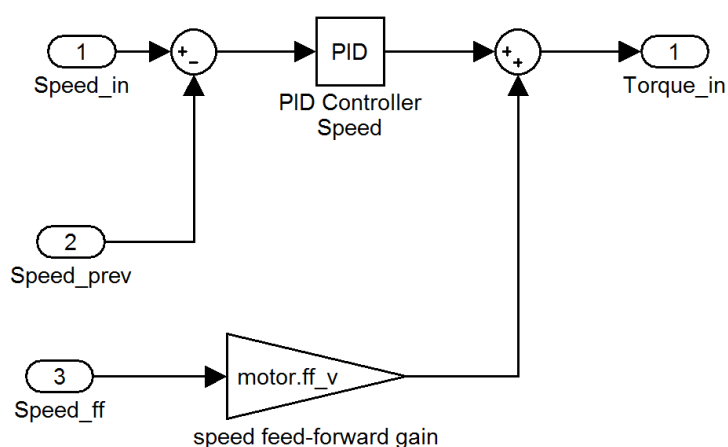 1
Speed_in
+
−
PID
PID Controller
Speed
+
+
1
Torque_in
2
Speed_prev
3
Speed_ff
motor.ff_v
speed feed-forward gain